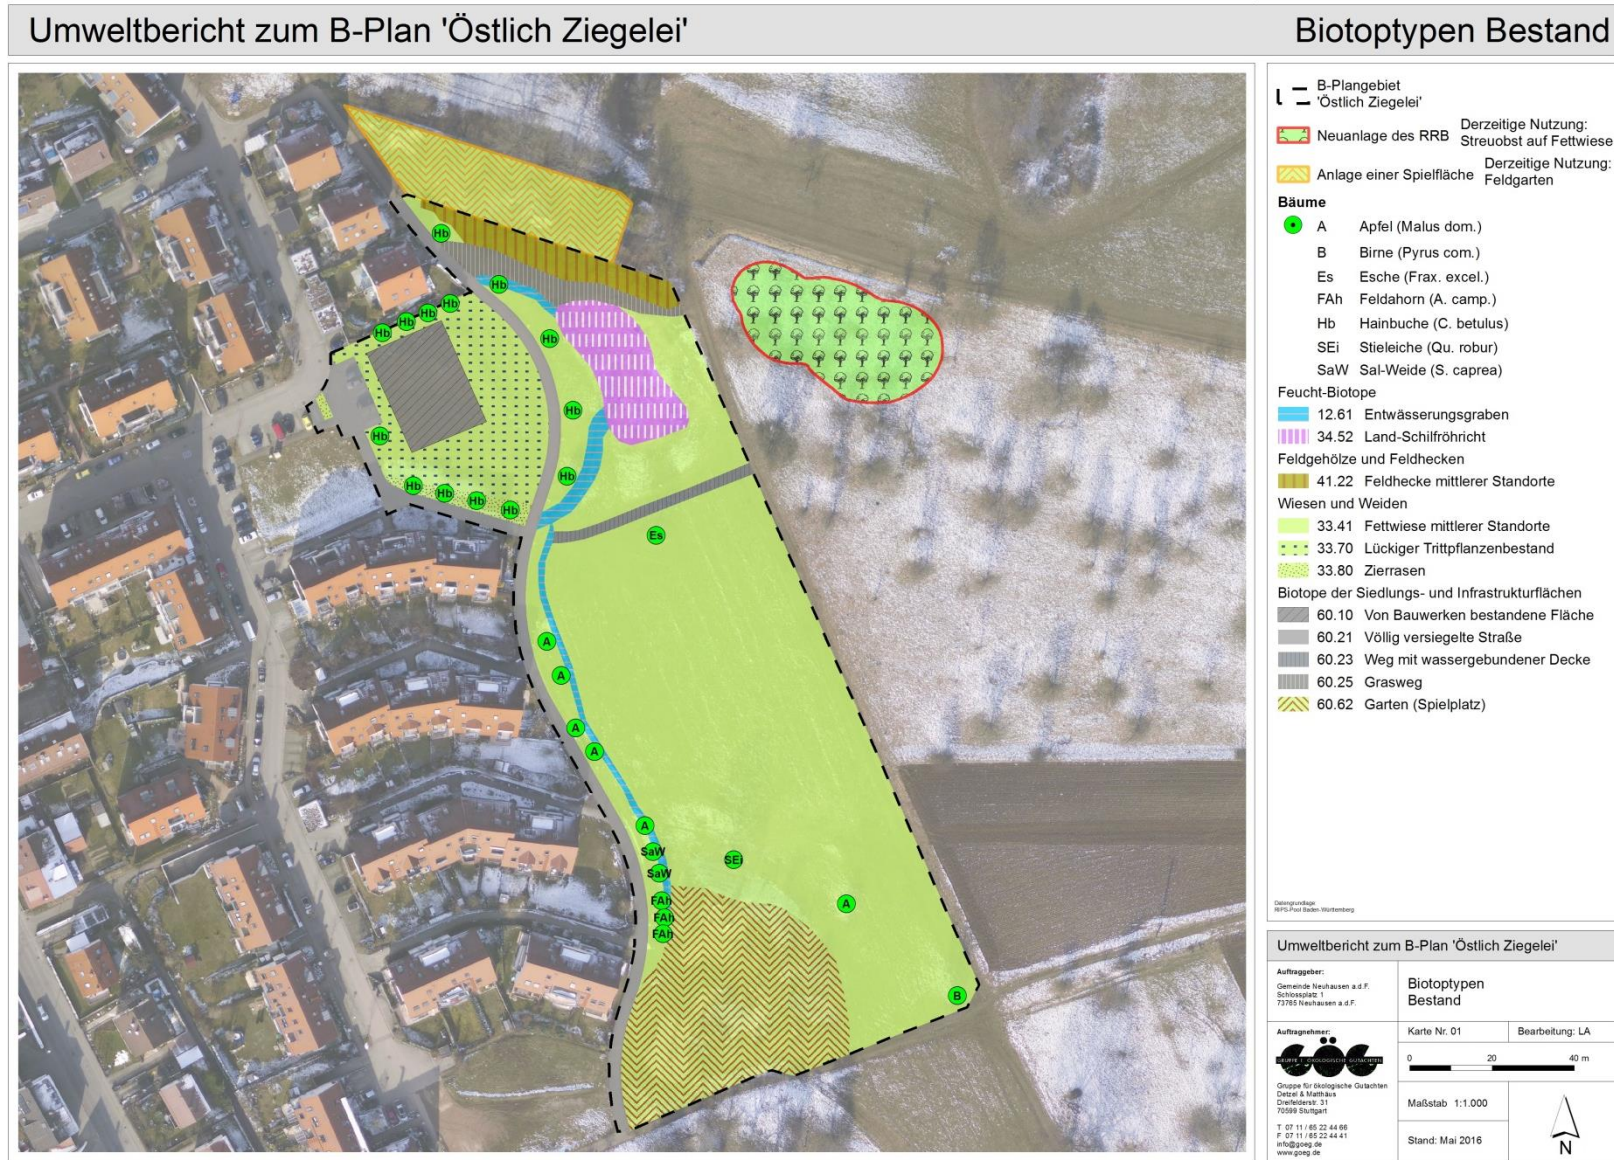 Umweltbericht zum B-Plan 'Östlich Ziegelei'
Biotoptypen Bestand
Hb
Hb
Hb
Hb
Hb
Hb
Hb
Hb
Hb
Hb
Hb
Hb
Hb
Hb
Es
A
A
A
A
A
SaW
SaW
SEi
FAh
FAh
FAh
A
B
B-Plangebiet
'Östlich Ziegelei'
Neuanlage des RRB
Derzeitige Nutzung:
Streuobst auf Fettwiese
Anlage einer Spielfläche
Derzeitige Nutzung:
Feldgarten
Bäume
A Apfel (Malus dom.)
B Birne (Pyrus com.)
Es Esche (Frax. excel.)
FAh Feldahorn (A. camp.)
Hb Hainbuche (C. betulus)
SEi Stieleiche (Qu. robur)
SaW Sal-Weide (S. caprea)
Feucht-Biotope
12.61 Entwässerungsgraben
34.52 Land-Schilfröhricht
Feldgehölze und Feldhecken
41.22 Feldhecke mittlerer Standorte
Wiesen und Weiden
33.41 Fettwiese mittlerer Standorte
33.70 Lückiger Trittpflanzenbestand
33.80 Zierrasen
Biotope der Siedlungs- und Infrastrukturflächen
60.10 Von Bauwerken bestandene Fläche
60.21 Völlig versiegelte Straße
60.23 Weg mit wassergebundener Decke
60.25 Grasweg
60.62 Garten (Spielplatz)
Datengrundlage
RIPS-Pool Baden-Württemberg
Umweltbericht zum B-Plan 'Östlich Ziegelei'
Auftraggeber:
Gemeinde Neuhausen a.d.F.
Schlossplatz 1
73765 Neuhausen a.d.F.
Biotoptypen
Bestand
Auftragnehmer:
GRUPPE FÜR ÖKOLOGISCHE GUTACHTEN
Gruppe für ökologische Gutachten
Detzel & Matthäus
Dreifelderstr. 31
70599 Stuttgart
T 07 11 / 65 22 44 66
F 07 11 / 65 22 44 41
info@goeg.de
www.goeg.de
Karte Nr. 01
Bearbeitung: LA
0 20 40 m
Maßstab 1:1.000
Stand: Mai 2016
N